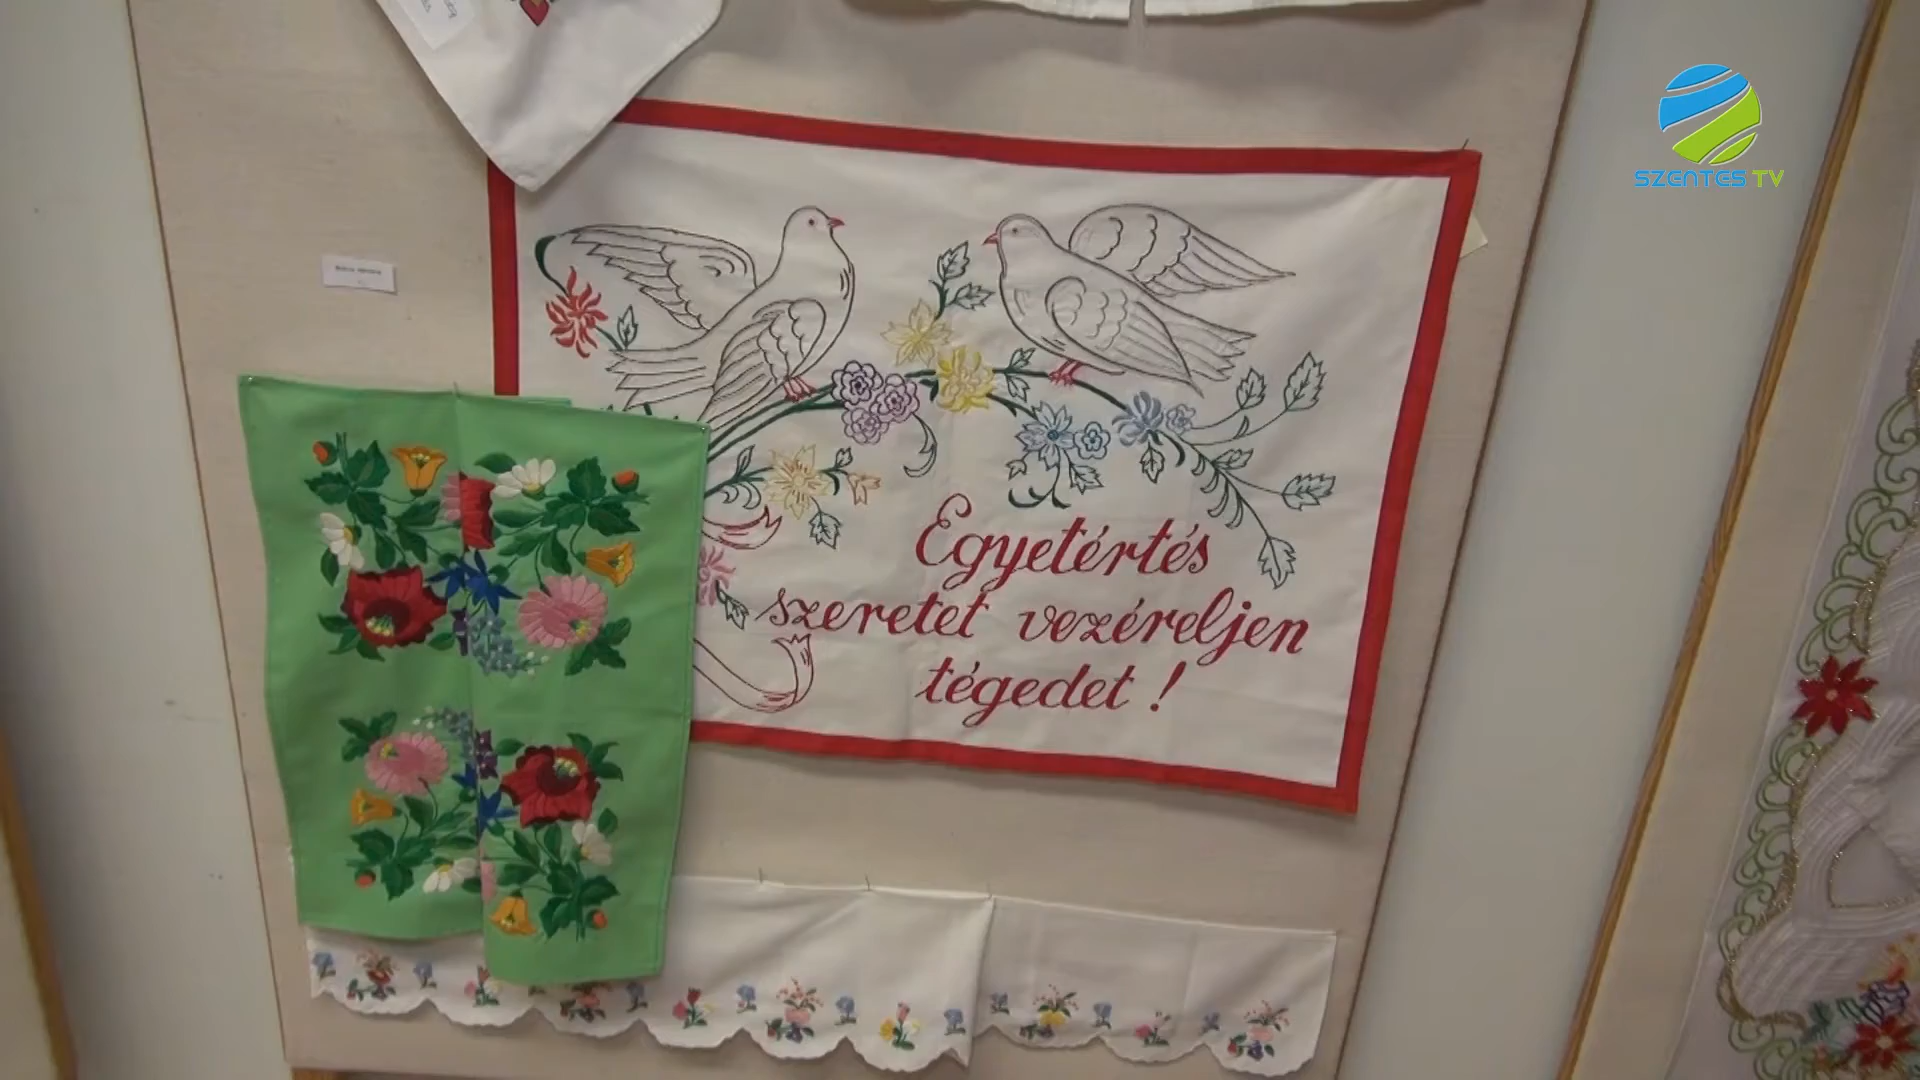 SZENTES TV
Egyetértés
szeretet vezéreljen
tégedet!